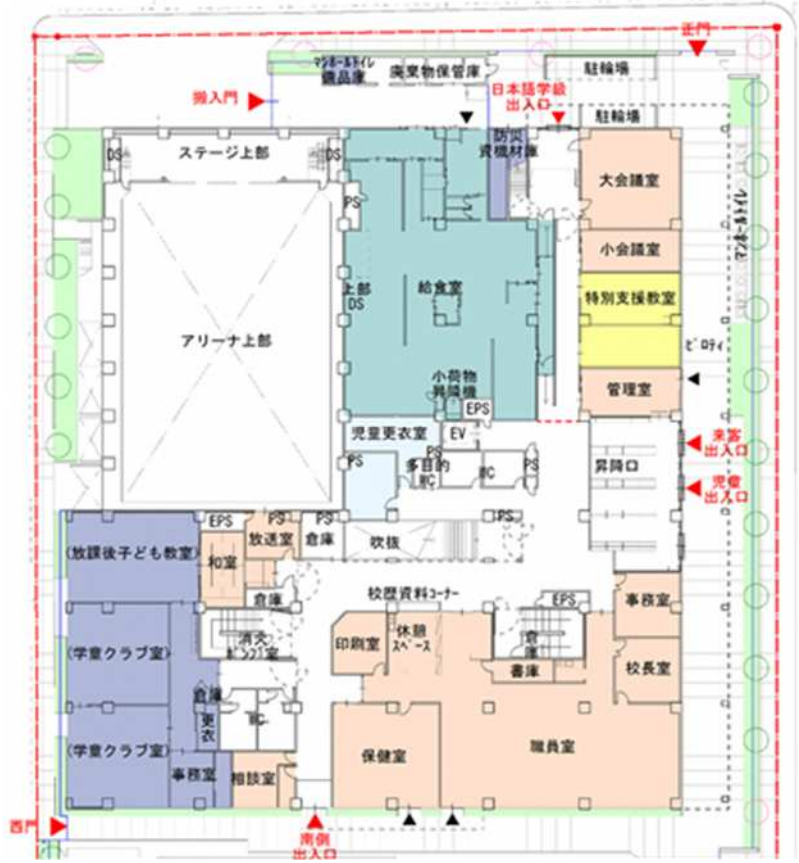 正門
マンホールトイレ
備品庫
廃棄物保管庫
駐輪場
搬入門
日本語学級
出入口
駐輪場
防災
資機材庫
DS
ステージ上部
DS
大会議室
PS
小会議室
上部
DS
給食室
特別支援教室
アリーナ上部
ピロティ
小荷物
昇降機
管理室
EPS
児童更衣室
EV
来客
出入口
昇降口
PS
PS
多目的
WC
WC
PS
児童
出入口
EPS
PS
PS
PS
(放課後子ども教室)
放送室
倉庫
吹抜
和室
倉庫
校歴資料コーナー
EPS
事務室
消火
ポンプ室
印刷室
休憩
スペース
倉
庫
(学童クラブ室)
書庫
校長室
倉庫
更
衣
WC
(学童クラブ室)
保健室
職員室
事務室
相談室
西門
南側
出入口